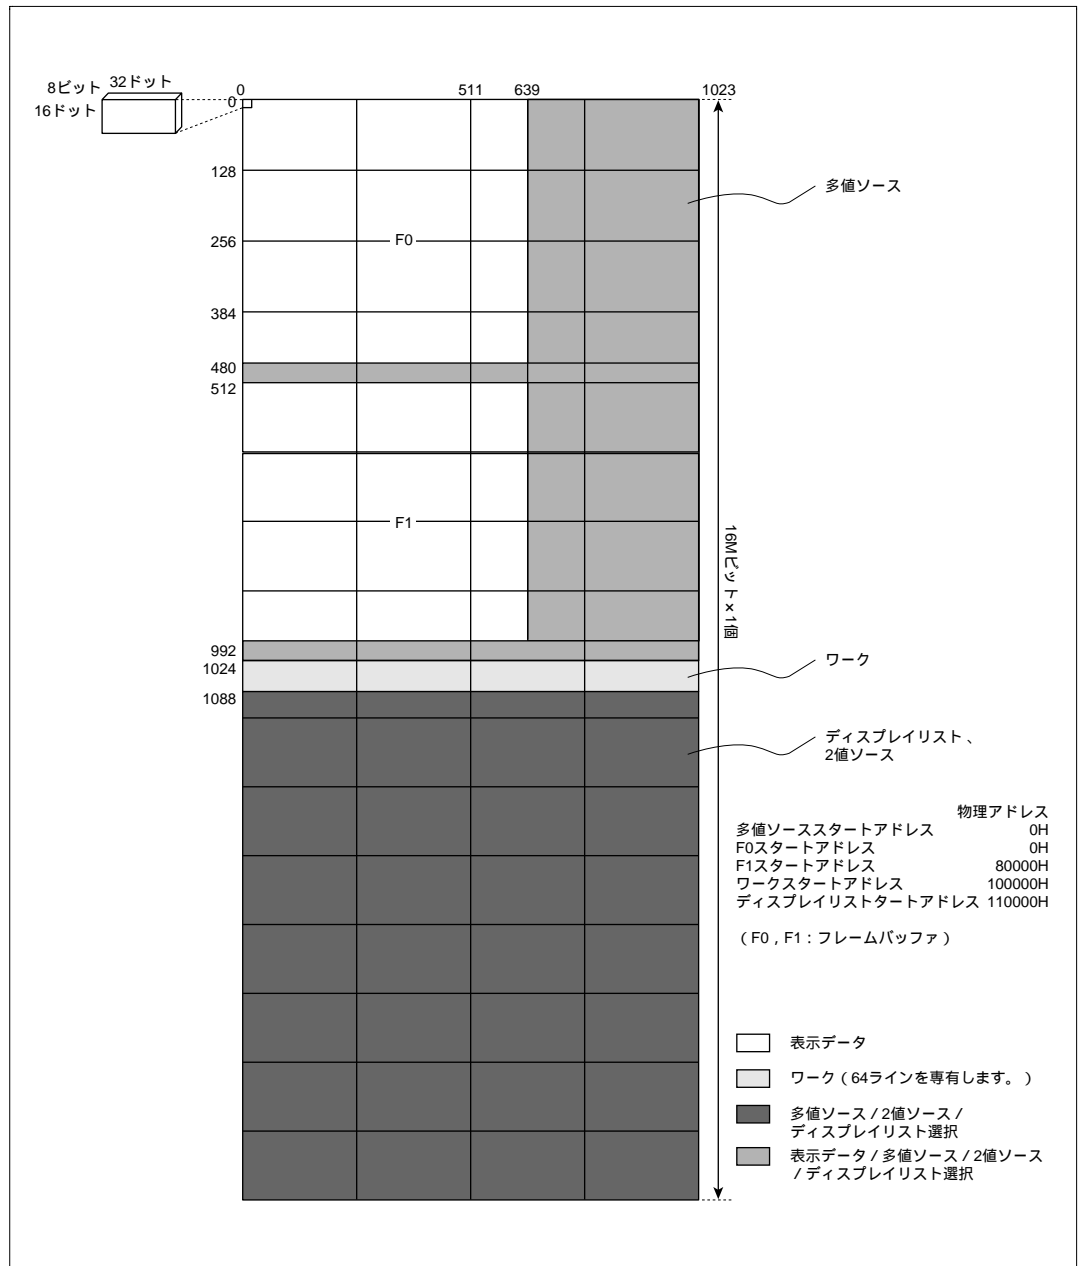 8ビット 32ドット
16ドット
0 511 639 1023
0
128
256
384
480
512
992
1024
1088
F0
F1
多値ソース
16Mビット×1個
ワーク
ディスプレイリスト、
2値ソース
物理アドレス
多値ソーススタートアドレス 0H
F0スタートアドレス 0H
F1スタートアドレス 80000H
ワークスタートアドレス 100000H
ディスプレイリストタートアドレス 110000H
(F0,F1:フレームバッファ)
表示データ
ワーク(64ラインを専有します。)
多値ソース/2値ソース/
ディスプレイリスト選択
表示データ/多値ソース/2値ソース
/ディスプレイリスト選択